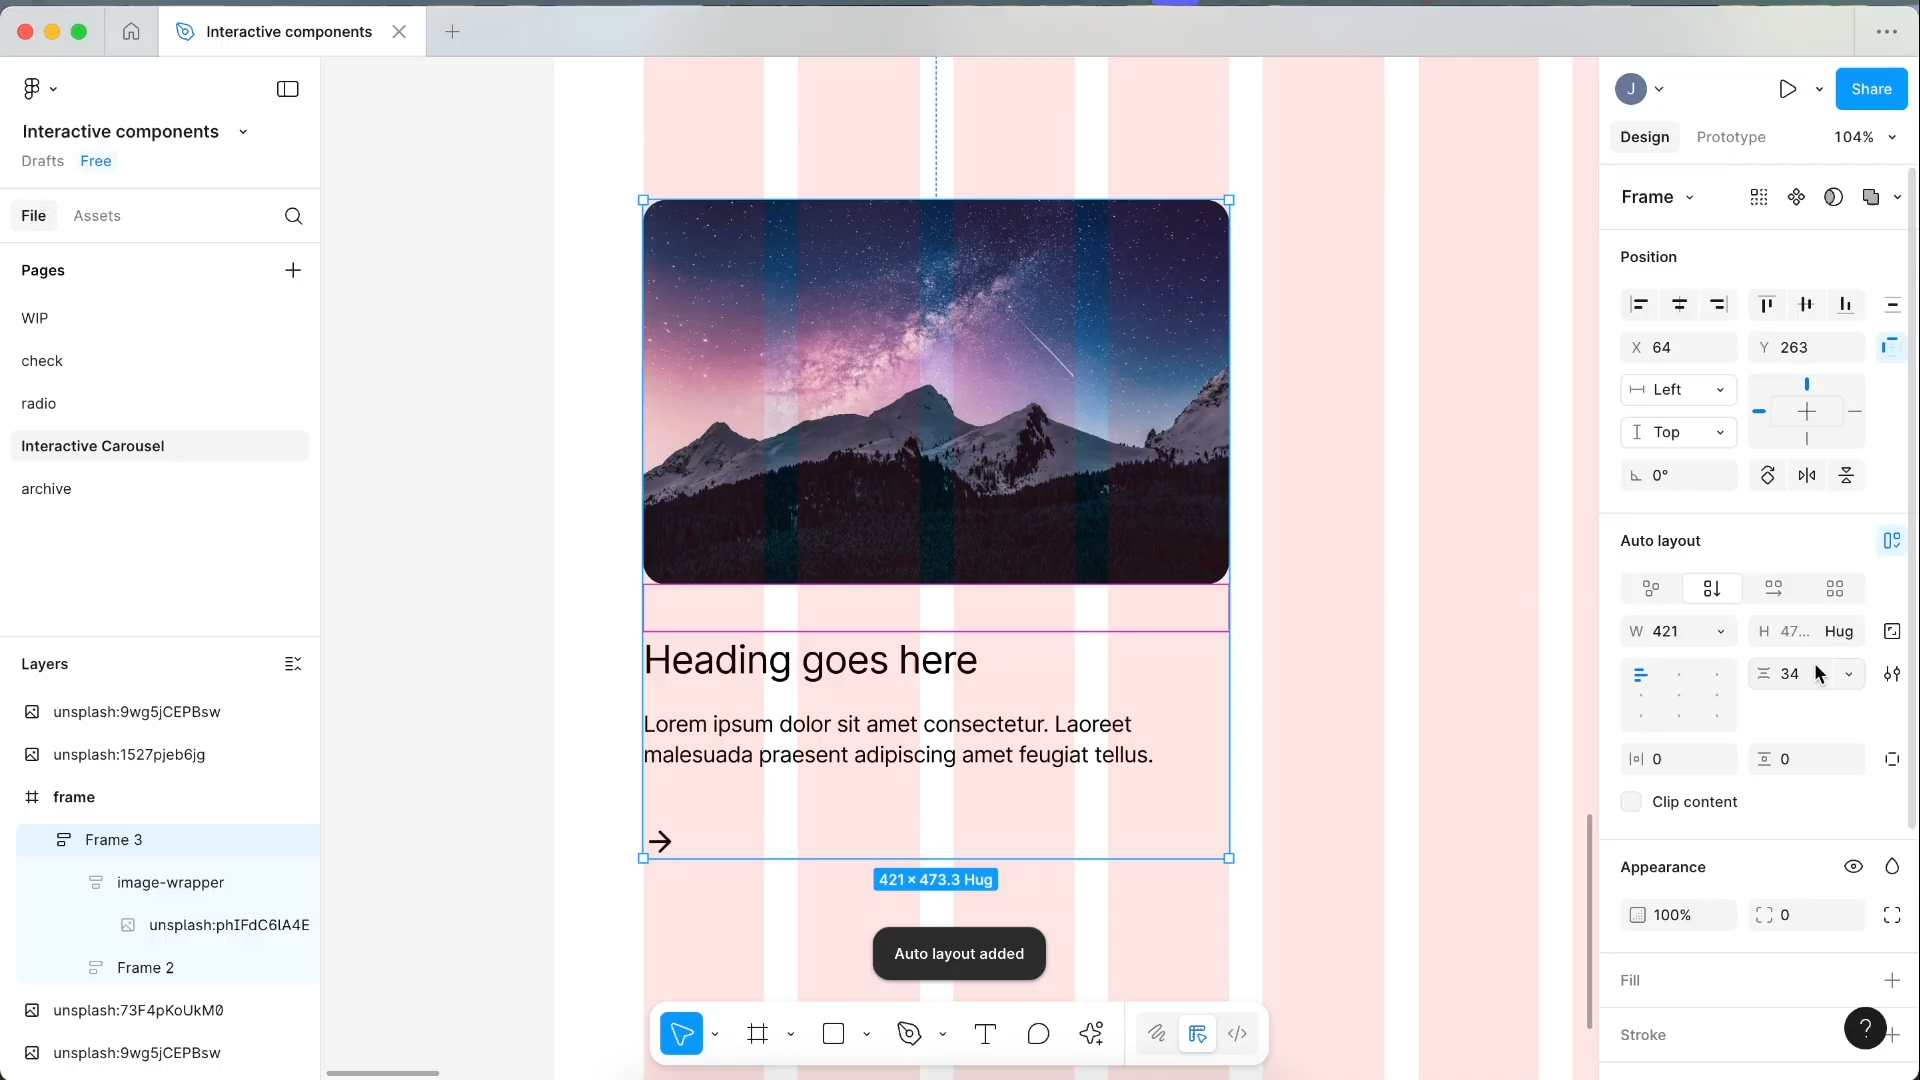 Interactive components
Share
Interactive components
Drafts Free
J
Design Prototype 104%
File Assets
Frame
Pages
WIP
check
radio
Interactive Carousel
archive
Position
X 64 Y 263
Left
Top
0°
Auto layout
W 421 H 47... Hug
34
0 0
Clip content
Heading goes here
Lorem ipsum dolor sit amet consectetur. Laoreet
malesuada praesent adipiscing amet feugiat tellus.
421 × 473.3 Hug
Auto layout added
Layers
unsplash:9wg5jCEPBsw
unsplash:1527pjeb6jg
frame
Frame 3
image-wrapper
unsplash:phIFdC6lA4E
Frame 2
unsplash:73F4pKoUkM0
unsplash:9wg5jCEPBsw
Appearance
100% 0
Fill
Stroke
?